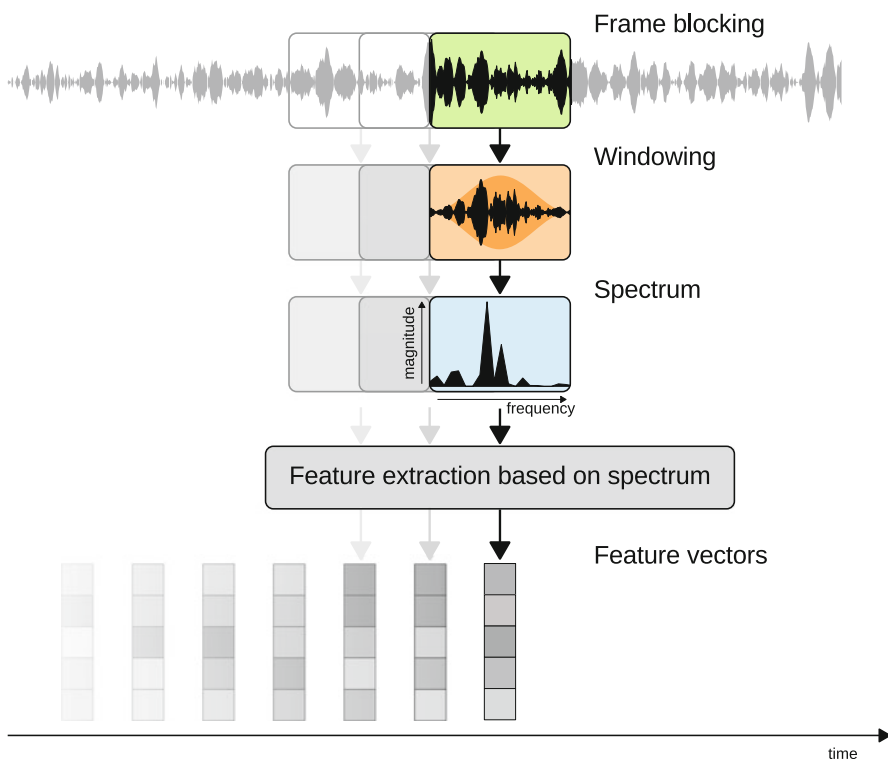 Frame blocking
Windowing
Spectrum
magnitude
frequency
Feature extraction based on spectrum
Feature vectors
time